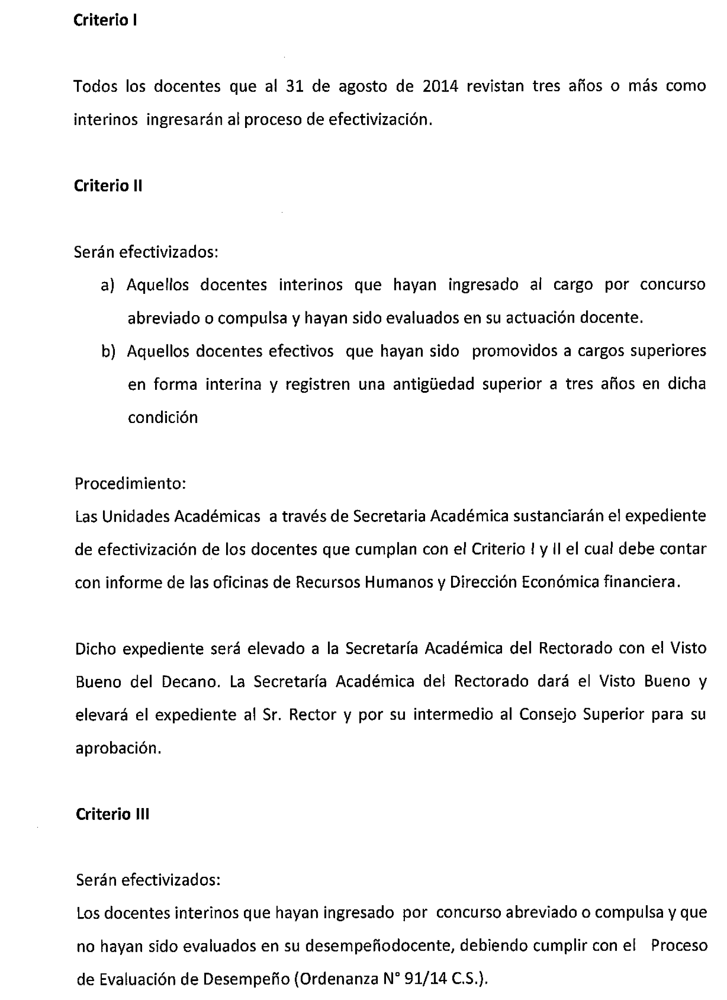 Criterio I
Todos los docentes que al 31 de agosto de 2014 revistan tres años o más como
interinos ingresarán al proceso de efectivización.
Criterio II
Serán efectivizados:
a) Aquellos docentes interinos que hayan ingresado al cargo por concurso
abreviado o compulsa y hayan sido evaluados en su actuación docente.
b) Aquellos docentes efectivos que hayan sido promovidos a cargos superiores
en forma interina y registren una antigüedad superior a tres años en dicha
condición
Procedimiento:
Las Unidades Académicas a través de Secretaria Académica sustanciarán el expediente
de efectivización de los docentes que cumplan con el Criterio I y II el cual debe contar
con informe de las oficinas de Recursos Humanos y Dirección Económica financiera.
Dicho expediente será elevado a la Secretaría Académica del Rectorado con el Visto
Bueno del Decano. La Secretaría Académica del Rectorado dará el Visto Bueno y
elevará el expediente al Sr. Rector y por su intermedio al Consejo Superior para su
aprobación.
Criterio III
Serán efectivizados:
Los docentes interinos que hayan ingresado por concurso abreviado o compulsa y que
no hayan sido evaluados en su desempeñodocente, debiendo cumplir con el Proceso
de Evaluación de Desempeño (Ordenanza N° 91/14 C.S.).